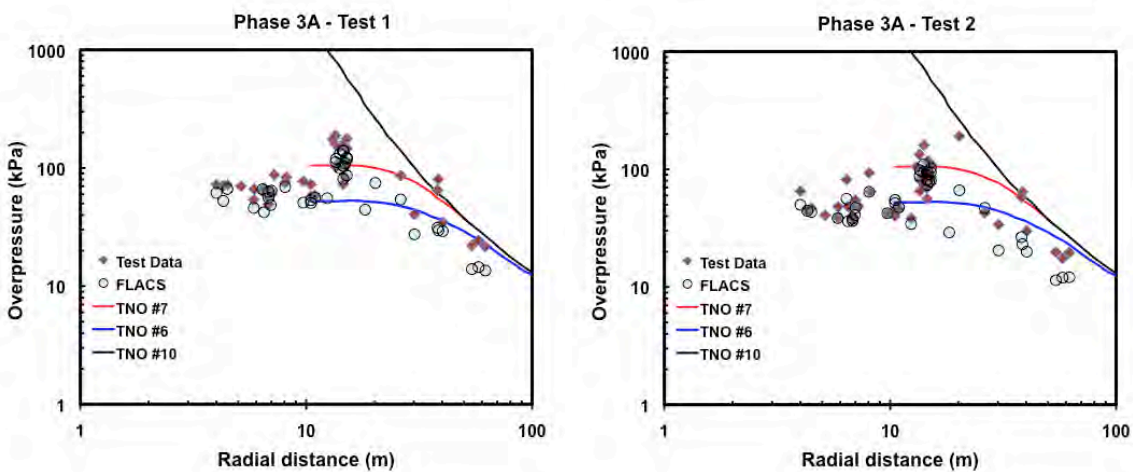 Phase 3A - Test 1
1000
100
10
1
Overpressure (kPa)
Test Data
FLACS
TNO #7
TNO #6
TNO #10
1
10
100
Radial distance (m)
Phase 3A - Test 2
1000
100
10
1
Overpressure (kPa)
Test Data
FLACS
TNO #7
TNO #6
TNO #10
1
10
100
Radial distance (m)